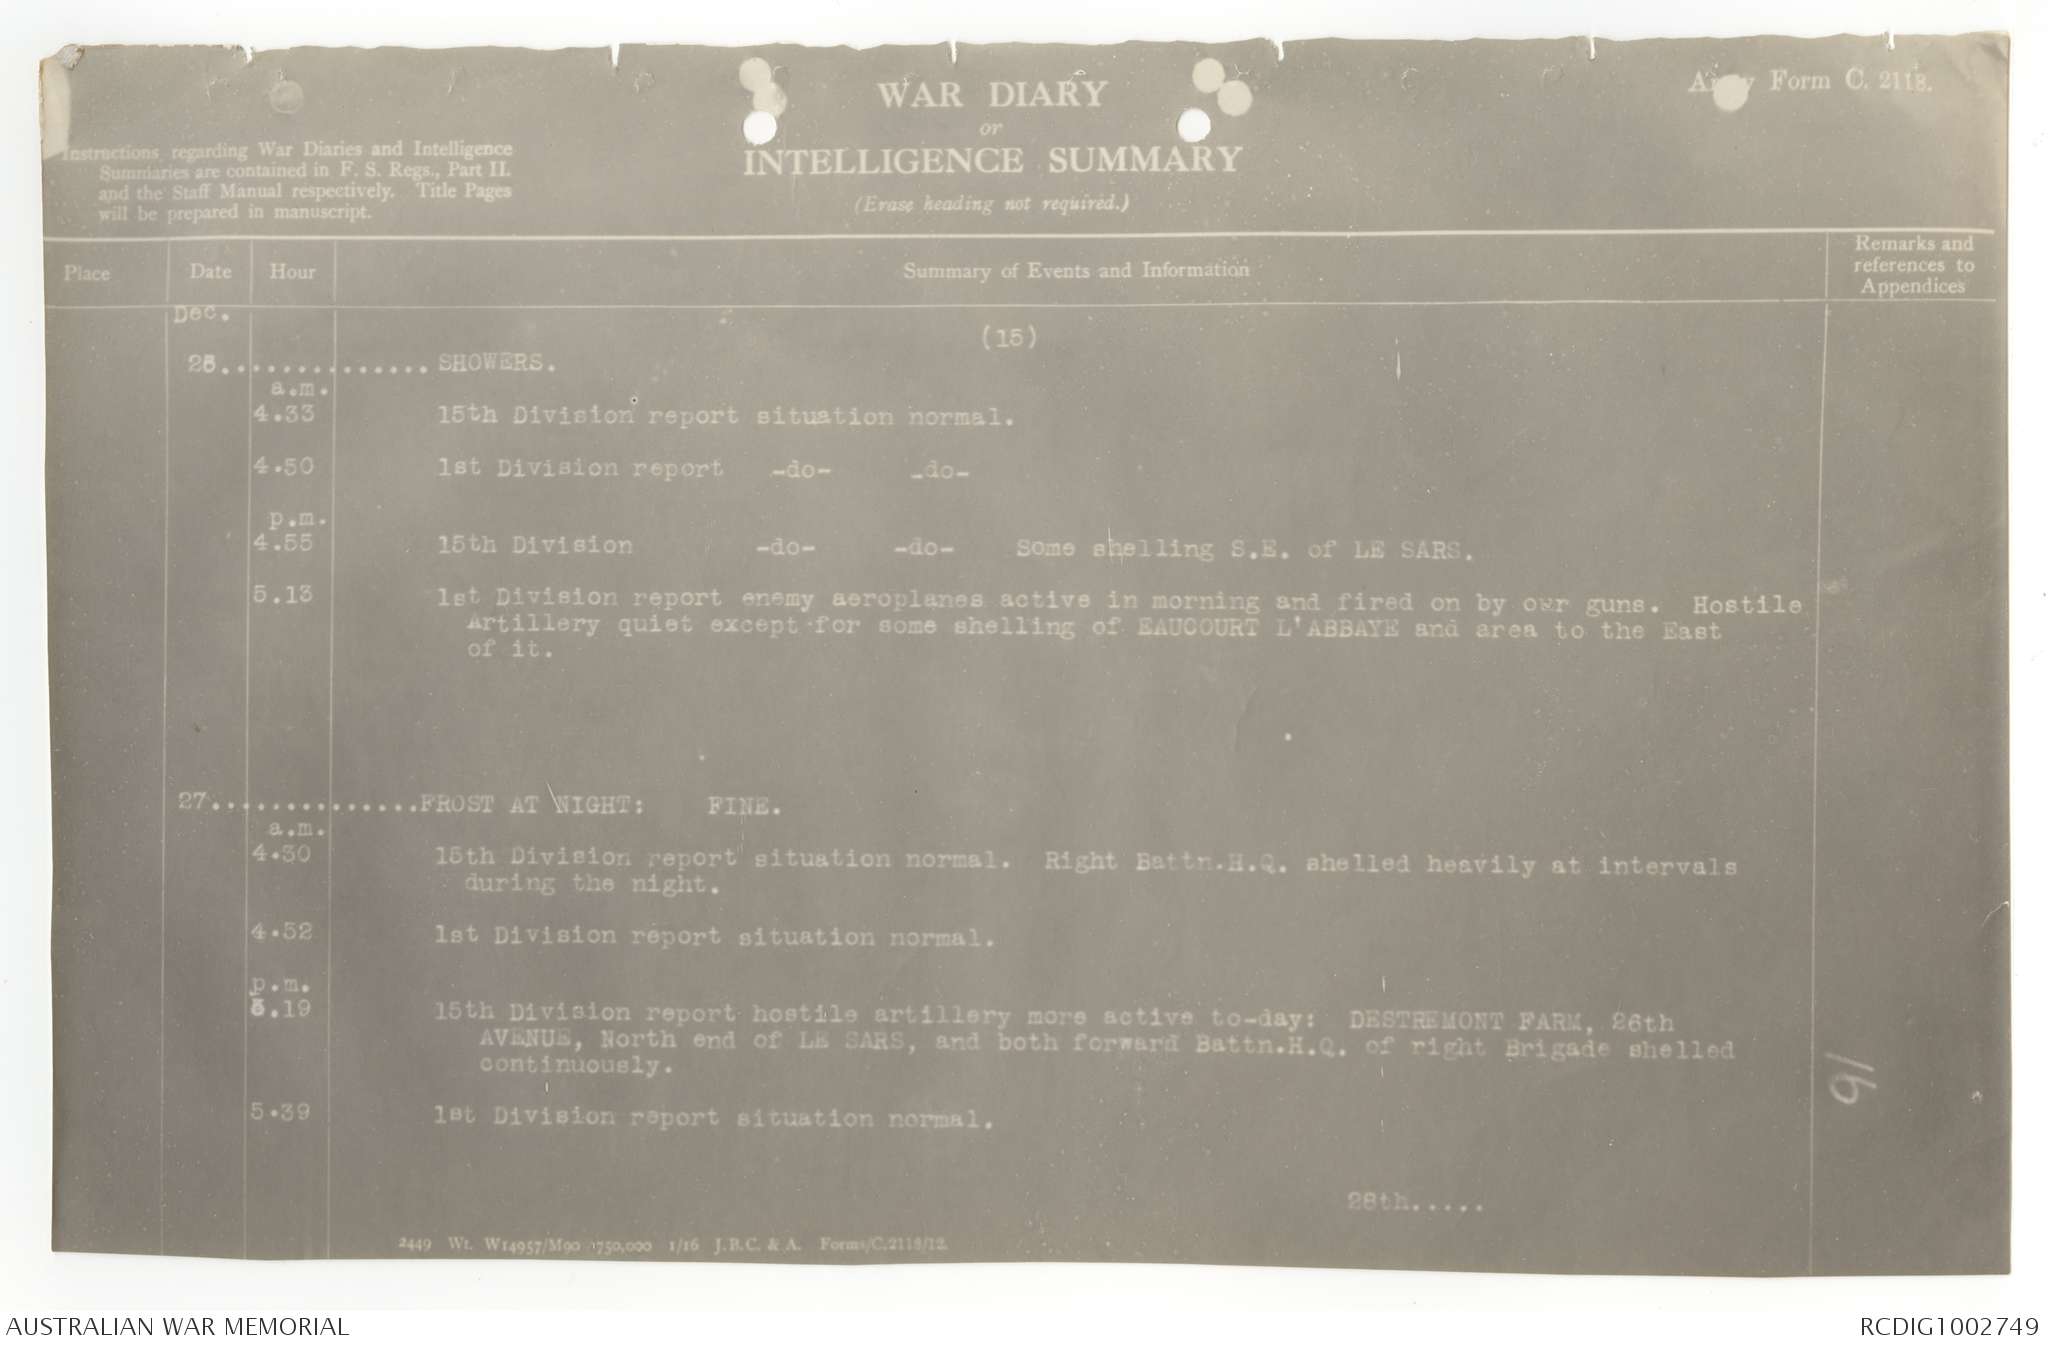 Army Form C. 2118.
WAR DIARY
or
INTELLIGENCE SUMMARY
(Erase heading not required.)
Instructions regarding War Diaries and Intelligence
Summaries are contained in F. S. Regs., Part II.
and the Staff Manual respectively. Title Pages
will be prepared in manuscript.
Place Date Hour Summary of Events and Information Remarks and references to Appendices
Dec.
(15)
26.............. SHOWERS.
a.m.
4.33 15th Division report situation normal.
4.50 1st Division report -do- -do-
p.m.
4.55 15th Division -do- -do- Some shelling S.E. of LE SARS.
5.13 1st Division report enemy aeroplanes active in morning and fired on by our guns. Hostile
Artillery quiet except for some shelling of EAUCOURT L'ABBAYE and area to the East
of it.
27..............FROST AT NIGHT: FINE.
a.m.
4.30 15th Division report situation normal. Right Battn.H.Q. shelled heavily at intervals
during the night.
4.52 1st Division report situation normal.
p.m.
5.19 15th Division report hostile artillery more active to-day: DESTREMONT FARM, 26th
AVENUE, North end of LE SARS, and both forward Battn.H.Q. of right Brigade shelled
continuously.
5.39 1st Division report situation normal.
16
28th.....
2449 Wt. W14957/M90 750,000 1/16 J.B.C. & A. Forms/C.2118/12.
AUSTRALIAN WAR MEMORIAL
RCDIG1002749